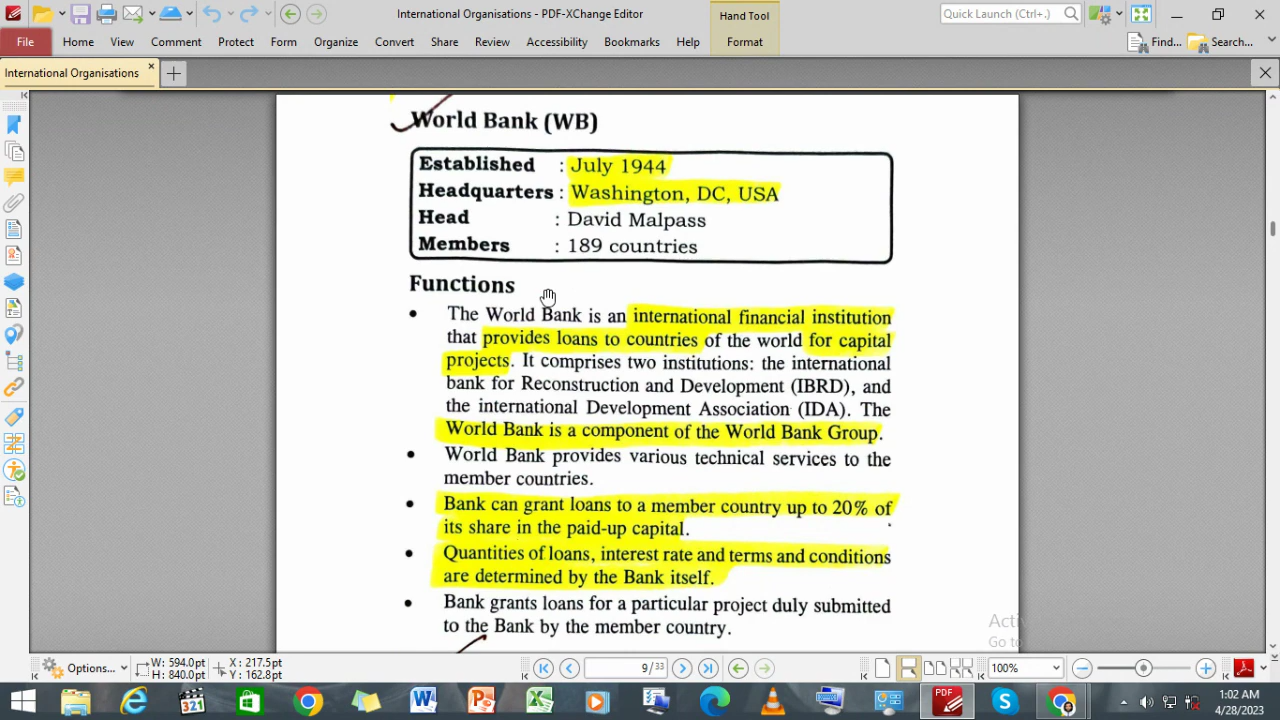 International Organisations - PDF-XChange Editor
Hand Tool
Quick Launch (Ctrl+.)
File
Home
View
Comment
Protect
Form
Organize
Convert
Share
Review
Accessibility
Bookmarks
Help
Format
Find...
Search...
International Organisations
World Bank (WB)
Established : July 1944
Headquarters : Washington, DC, USA
Head : David Malpass
Members : 189 countries
Functions
• The World Bank is an international financial institution
that provides loans to countries of the world for capital
projects. It comprises two institutions: the international
bank for Reconstruction and Development (IBRD), and
the international Development Association (IDA). The
World Bank is a component of the World Bank Group.
• World Bank provides various technical services to the
member countries.
• Bank can grant loans to a member country up to 20% of
its share in the paid-up capital.
• Quantities of loans, interest rate and terms and conditions
are determined by the Bank itself.
• Bank grants loans for a particular project duly submitted
to the Bank by the member country.
Go to
Options...
W: 594.0pt
H: 840.0pt
X: 217.5pt
Y: 162.8pt
9 / 33
100%
321
PDF
1:02 AM
4/28/2023